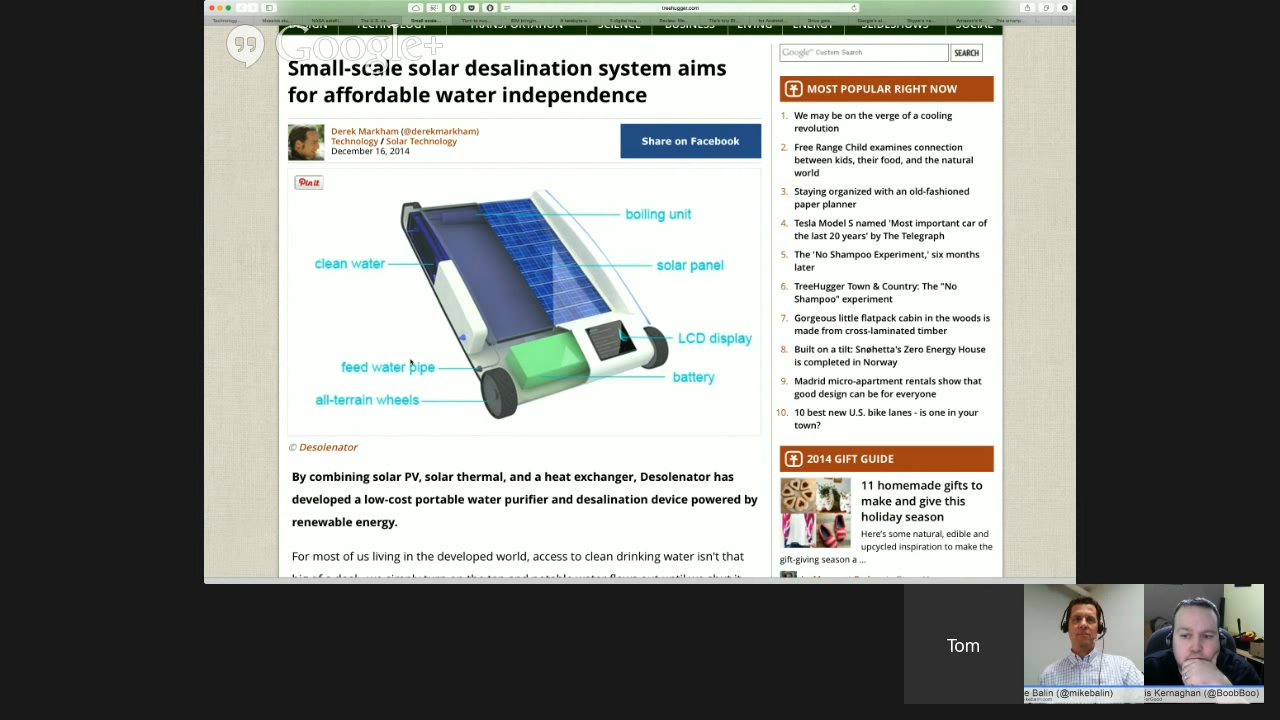 treehugger.com
TRANSPORTATION
SCIENCE
BUSINESS
LIVING
ENERGY
SLIDESHOWS
SOCIAL
Google+
Small-scale solar desalination system aims
for affordable water independence
Derek Markham (@derekmarkham)
Technology / Solar Technology
December 16, 2014
Share on Facebook
Pin it
boiling unit
clean water
solar panel
LCD display
feed water pipe
battery
all-terrain wheels
© Desolenator
By combining solar PV, solar thermal, and a heat exchanger, Desolenator has
developed a low-cost portable water purifier and desalination device powered by
renewable energy.
For most of us living in the developed world, access to clean drinking water isn't that
Google Custom Search
SEARCH
MOST POPULAR RIGHT NOW
1. We may be on the verge of a cooling
revolution
2. Free Range Child examines connection
between kids, their food, and the natural
world
3. Staying organized with an old-fashioned
paper planner
4. Tesla Model S named 'Most important car of
the last 20 years' by The Telegraph
5. The 'No Shampoo Experiment,' six months
later
6. TreeHugger Town & Country: The "No
Shampoo" experiment
7. Gorgeous little flatpack cabin in the woods is
made from cross-laminated timber
8. Built on a tilt: Snøhetta's Zero Energy House
is completed in Norway
9. Madrid micro-apartment rentals show that
good design can be for everyone
10. 10 best new U.S. bike lanes - is one in your
town?
2014 GIFT GUIDE
11 homemade gifts to
make and give this
holiday season
Here's some natural, edible and
upcycled inspiration to make the
gift-giving season a ...
Tom
e Balin (@mikebalin)
is Kernaghan (@BoobBoo)